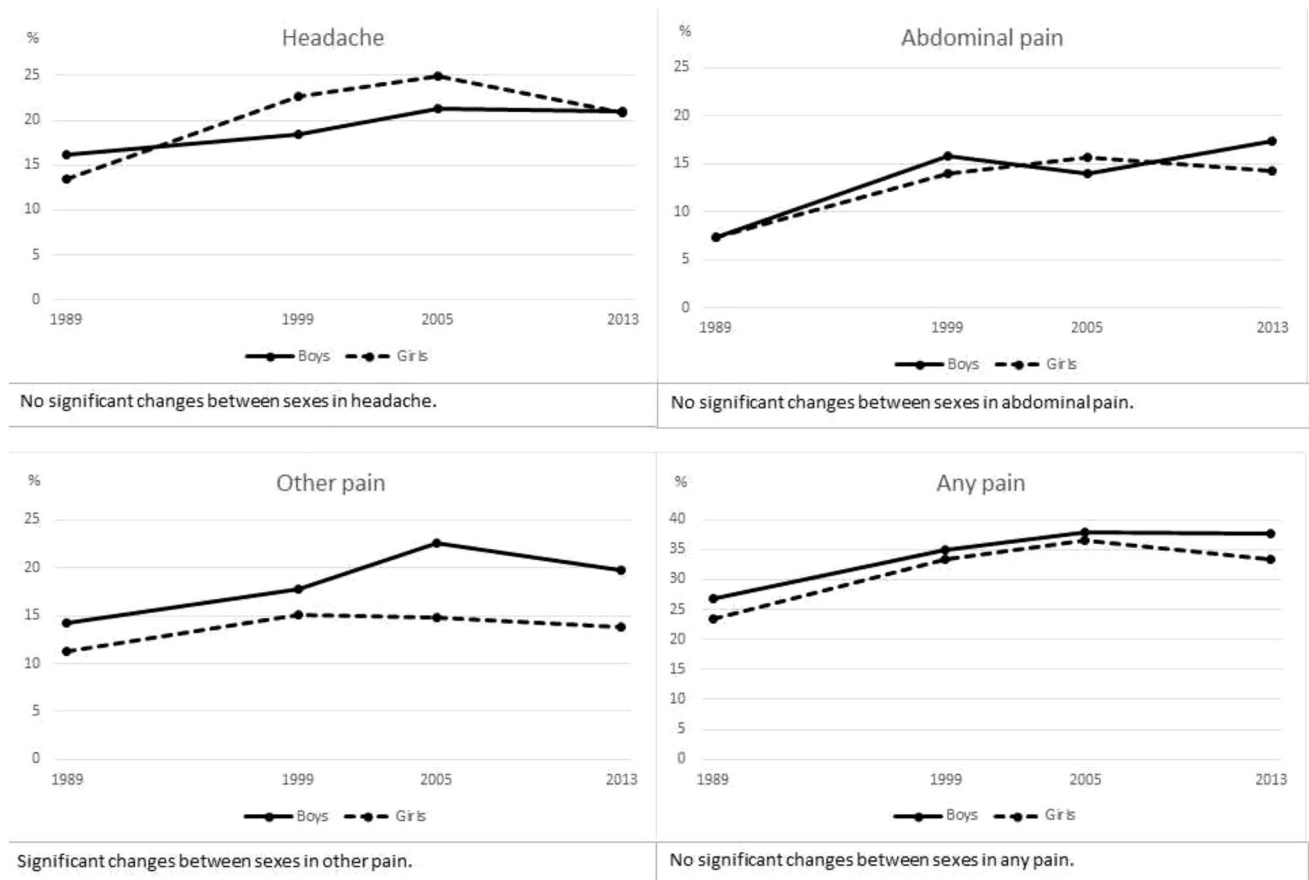 Headache
%
25
20
15
10
5
0
1989 1999 2005 2013
Boys Girls
No significant changes between sexes in headache.
Abdominal pain
%
25
20
15
10
5
0
1989 1999 2005 2013
Boys Girls
No significant changes between sexes in abdominal pain.
Other pain
%
25
20
15
10
5
0
1989 1999 2005 2013
Boys Girls
Significant changes between sexes in other pain.
Any pain
%
40
35
30
25
20
15
10
5
0
1989 1999 2005 2013
Boys Girls
No significant changes between sexes in any pain.